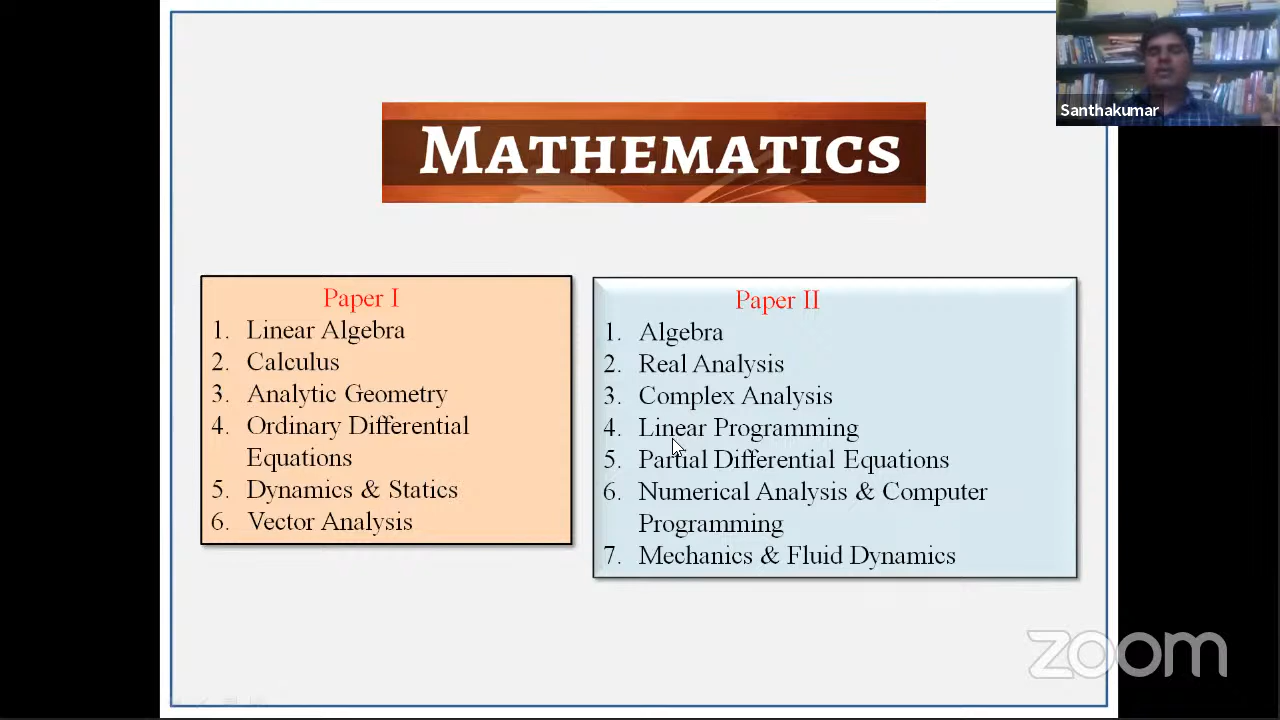 Santhakumar
MATHEMATICS
Paper I
1. Linear Algebra
2. Calculus
3. Analytic Geometry
4. Ordinary Differential
Equations
5. Dynamics & Statics
6. Vector Analysis
Paper II
1. Algebra
2. Real Analysis
3. Complex Analysis
4. Linear Programming
5. Partial Differential Equations
6. Numerical Analysis & Computer
Programming
7. Mechanics & Fluid Dynamics
zoom